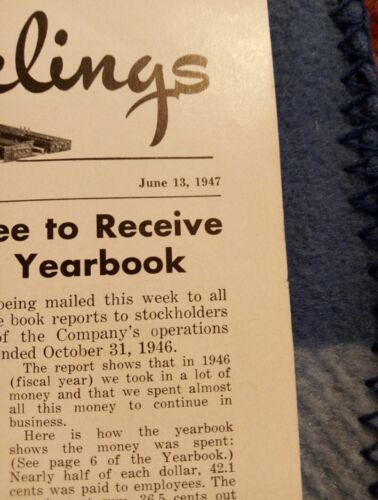 elings
June 13, 1947
ee to Receive
Yearbook
being mailed this week to all
book reports to stockholders
of the Company's operations
nded October 31, 1946.
The report shows that in 1946
(fiscal year) we took in a lot of
money and that we spent almost
all this money to continue in
business.
Here is how the yearbook
shows the money was spent:
(See page 6 of the Yearbook.)
Nearly half of each dollar, 42.1
cents was paid to employees. The
36.5 cents out